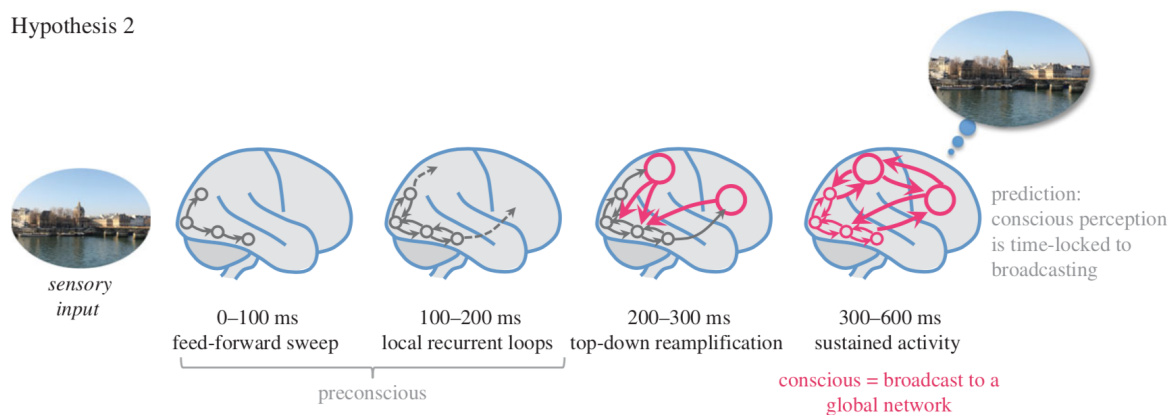 Hypothesis 2
sensory
input
0–100 ms
feed-forward sweep
100–200 ms
local recurrent loops
preconscious
200–300 ms
top-down reamplification
300–600 ms
sustained activity
conscious = broadcast to a
global network
prediction:
conscious perception
is time-locked to
broadcasting